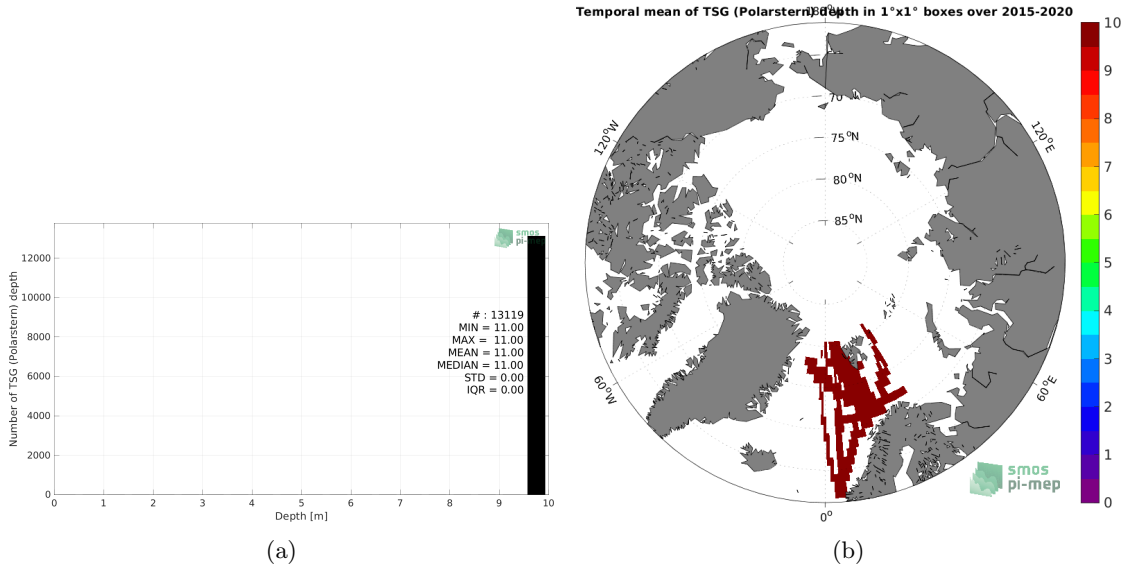 Number of TSG (Polarstern) depth
12000
10000
8000
6000
4000
2000
0
0 1 2 3 4 5 6 7 8 9 10
Depth [m]
smos
pi-mep
# : 13119
MIN = 11.00
MAX = 11.00
MEAN = 11.00
MEDIAN = 11.00
STD = 0.00
IQR = 0.00
(a)
Temporal mean of TSG (Polarstern) depth in 1°x1° boxes over 2015-2020
180°W
70
75°N
80°N
85°N
120°W
120°E
60°W
60°E
0°
smos
pi-mep
10
9
8
7
6
5
4
3
2
1
0
(b)